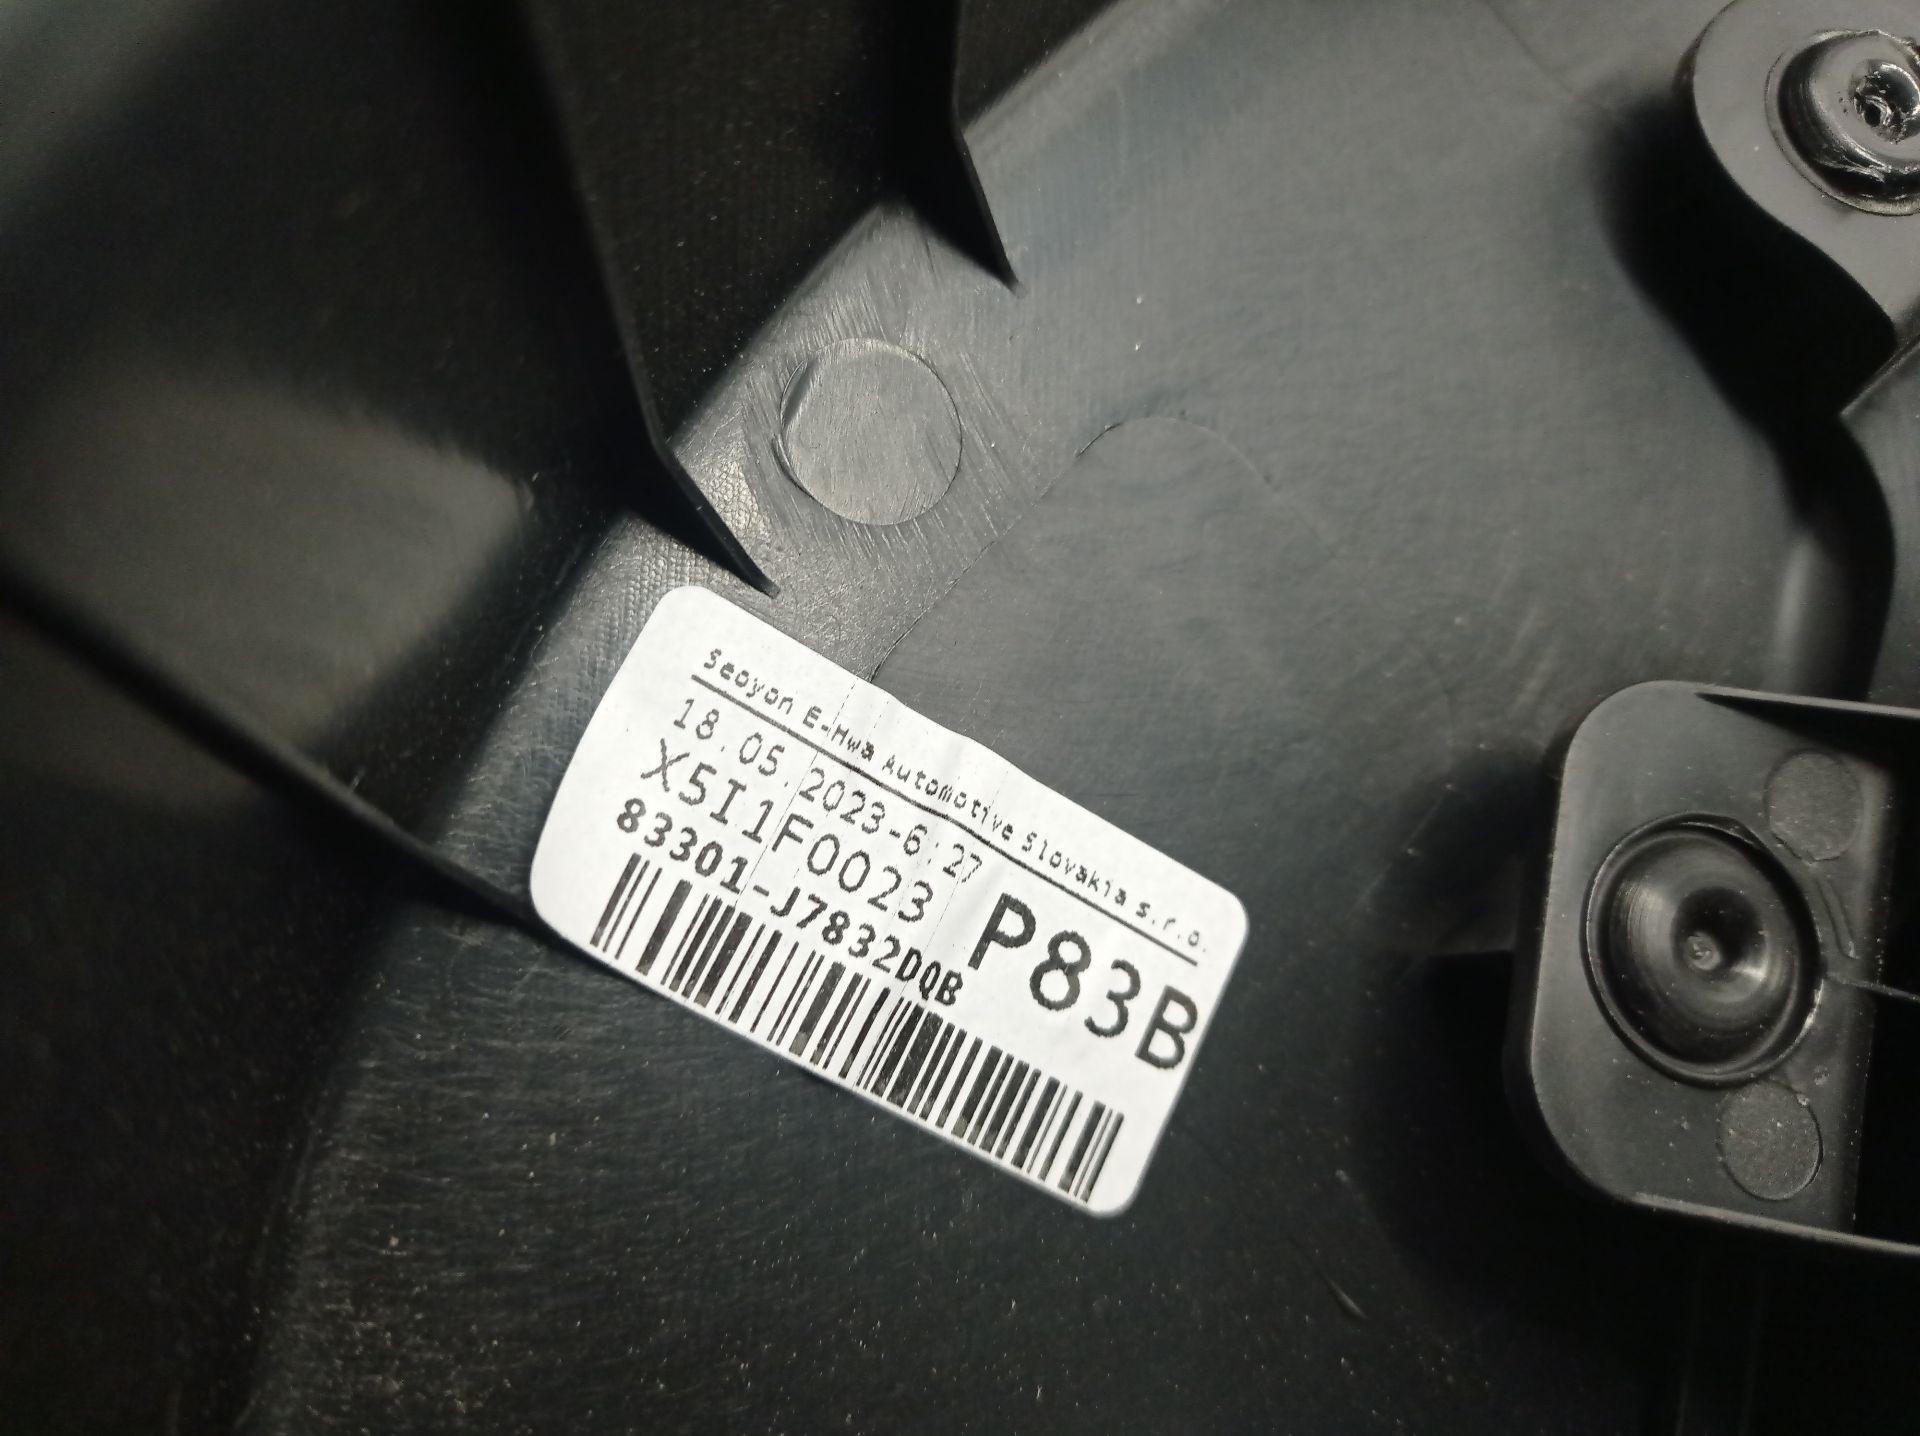 Seoyon E-Hwa Automotive Slovakia s.r.o.
18.05.2023-6:27
X5I1F0023
P83B
83301-J7832DQB